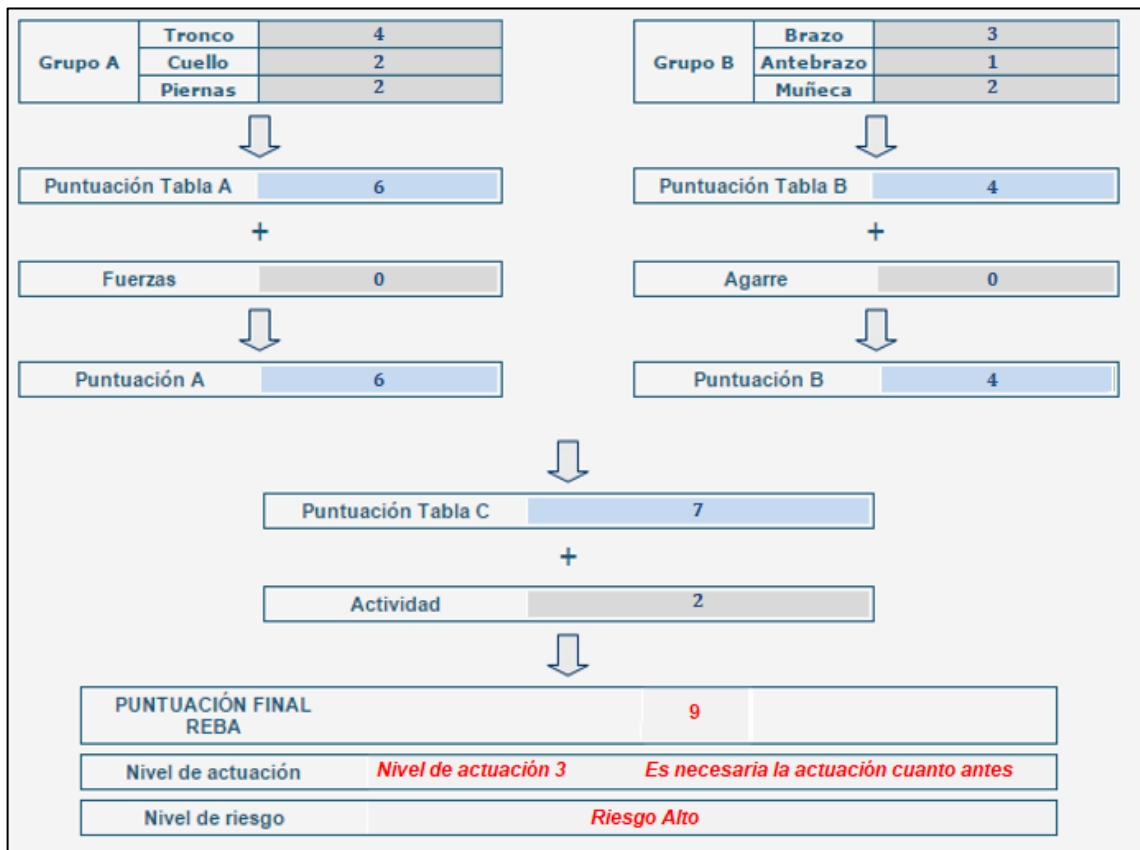 Grupo A
Tronco 4
Cuello 2
Piernas 2
Grupo B
Brazo 3
Antebrazo 1
Muñeca 2
Puntuación Tabla A 6
Puntuación Tabla B 4
+
+
Fuerzas 0
Agarre 0
Puntuación A 6
Puntuación B 4
Puntuación Tabla C 7
+
Actividad 2
PUNTUACIÓN FINAL
REBA
9
Nivel de actuación Nivel de actuación 3 Es necesaria la actuación cuanto antes
Nivel de riesgo Riesgo Alto